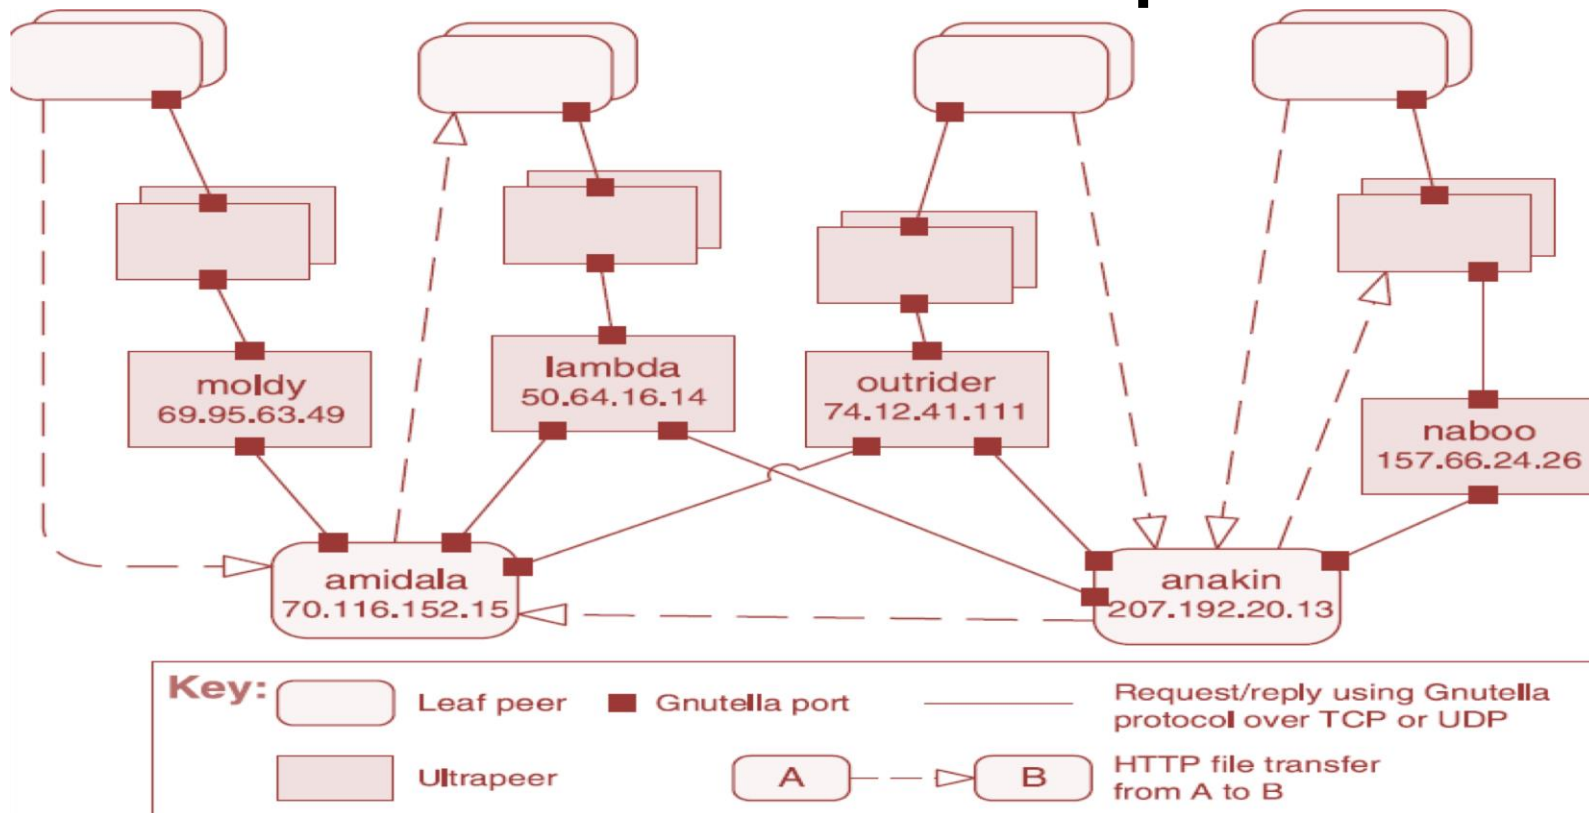 moldy
69.95.63.49
lambda
50.64.16.14
outrider
74.12.41.111
naboo
157.66.24.26
amidala
70.116.152.15
anakin
207.192.20.13
Key:
Leaf peer
Gnutella port
Request/reply using Gnutella
protocol over TCP or UDP
Ultrapeer
A
B
HTTP file transfer
from A to B